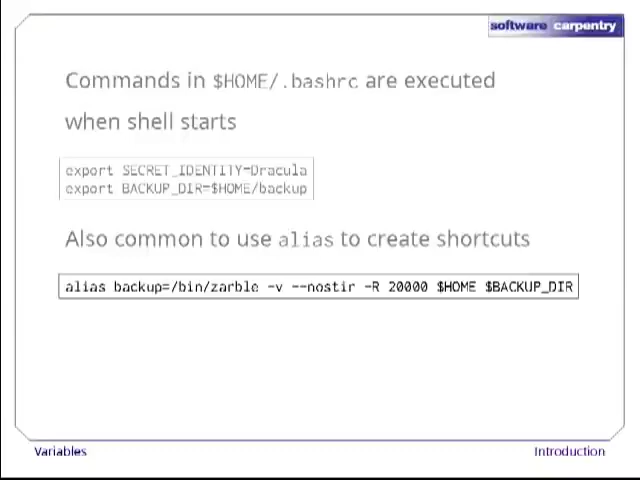 software carpentry
Commands in $HOME/.bashrc are executed
when shell starts
export SECRET_IDENTITY=Dracula
export BACKUP_DIR=$HOME/backup
Also common to use alias to create shortcuts
alias backup=/bin/zarble -v --nostir -R 20000 $HOME $BACKUP_DIR
Variables
Introduction